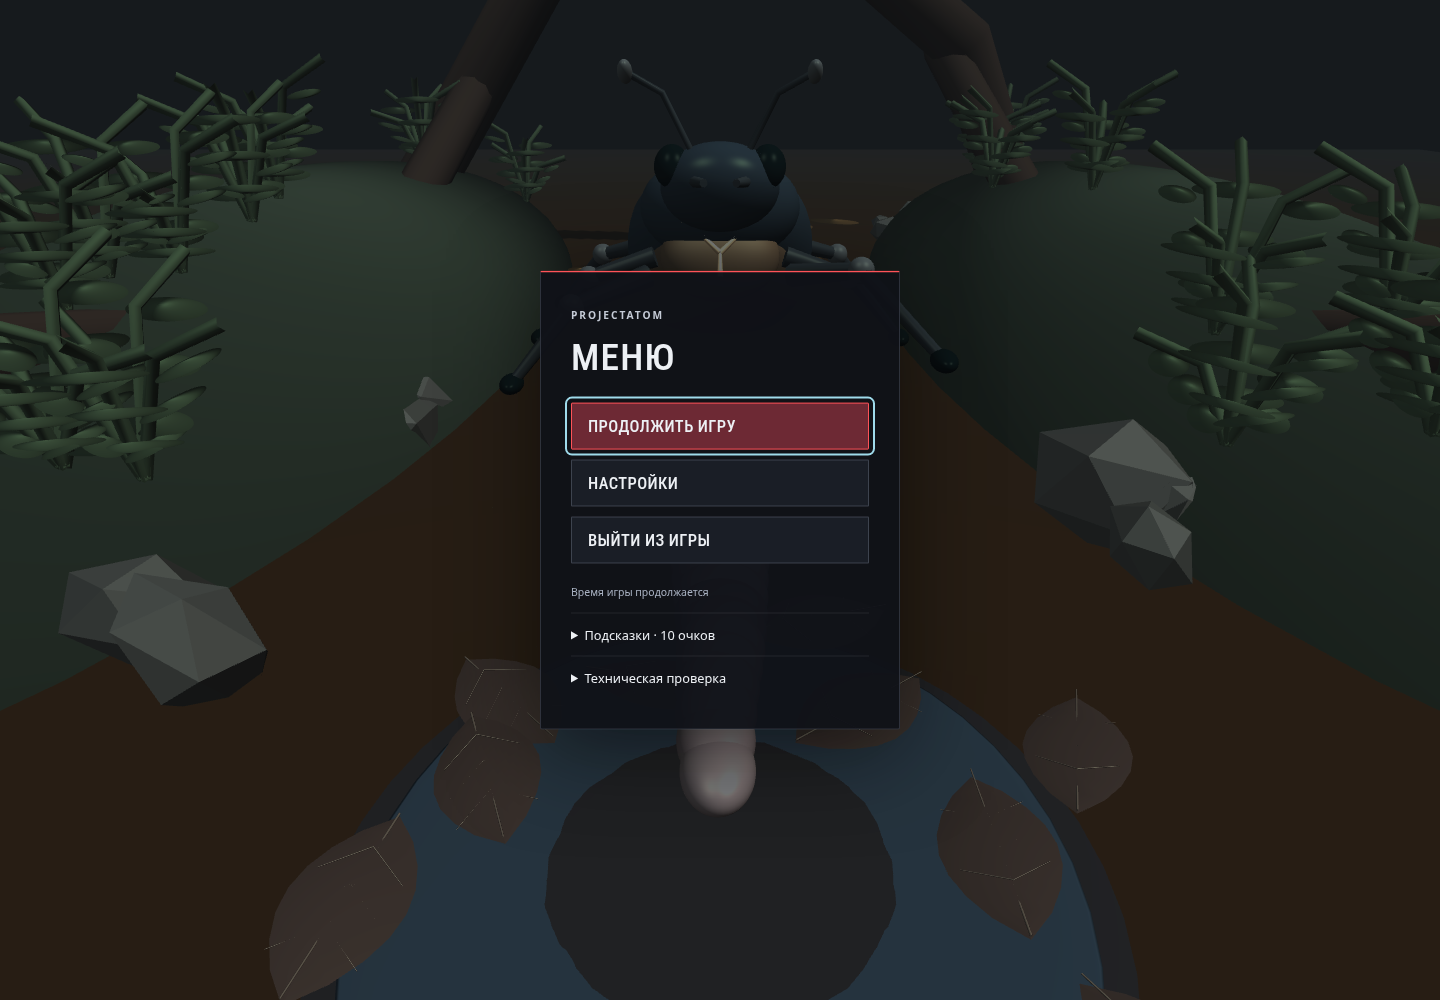 PROJECTATOM
МЕНЮ
ПРОДОЛЖИТЬ ИГРУ
НАСТРОЙКИ
ВЫЙТИ ИЗ ИГРЫ
Время игры продолжается
Подсказки · 10 очков
Техническая проверка